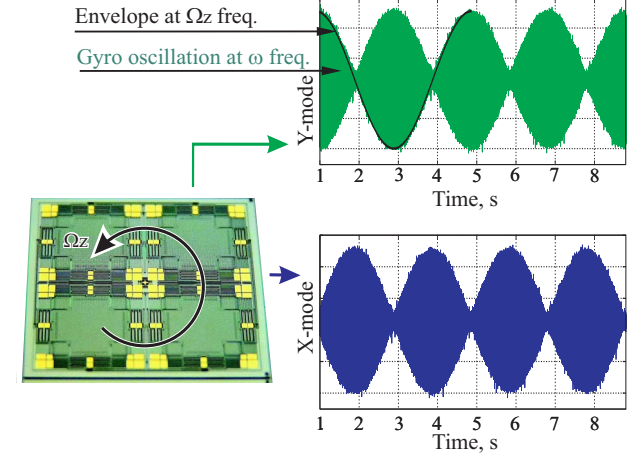 Envelope at Ωz freq.
Gyro oscillation at ω freq.
Y-mode
1 2 3 4 5 6 7 8
Time, s
Ωz
X-mode
1 2 3 4 5 6 7 8
Time, s